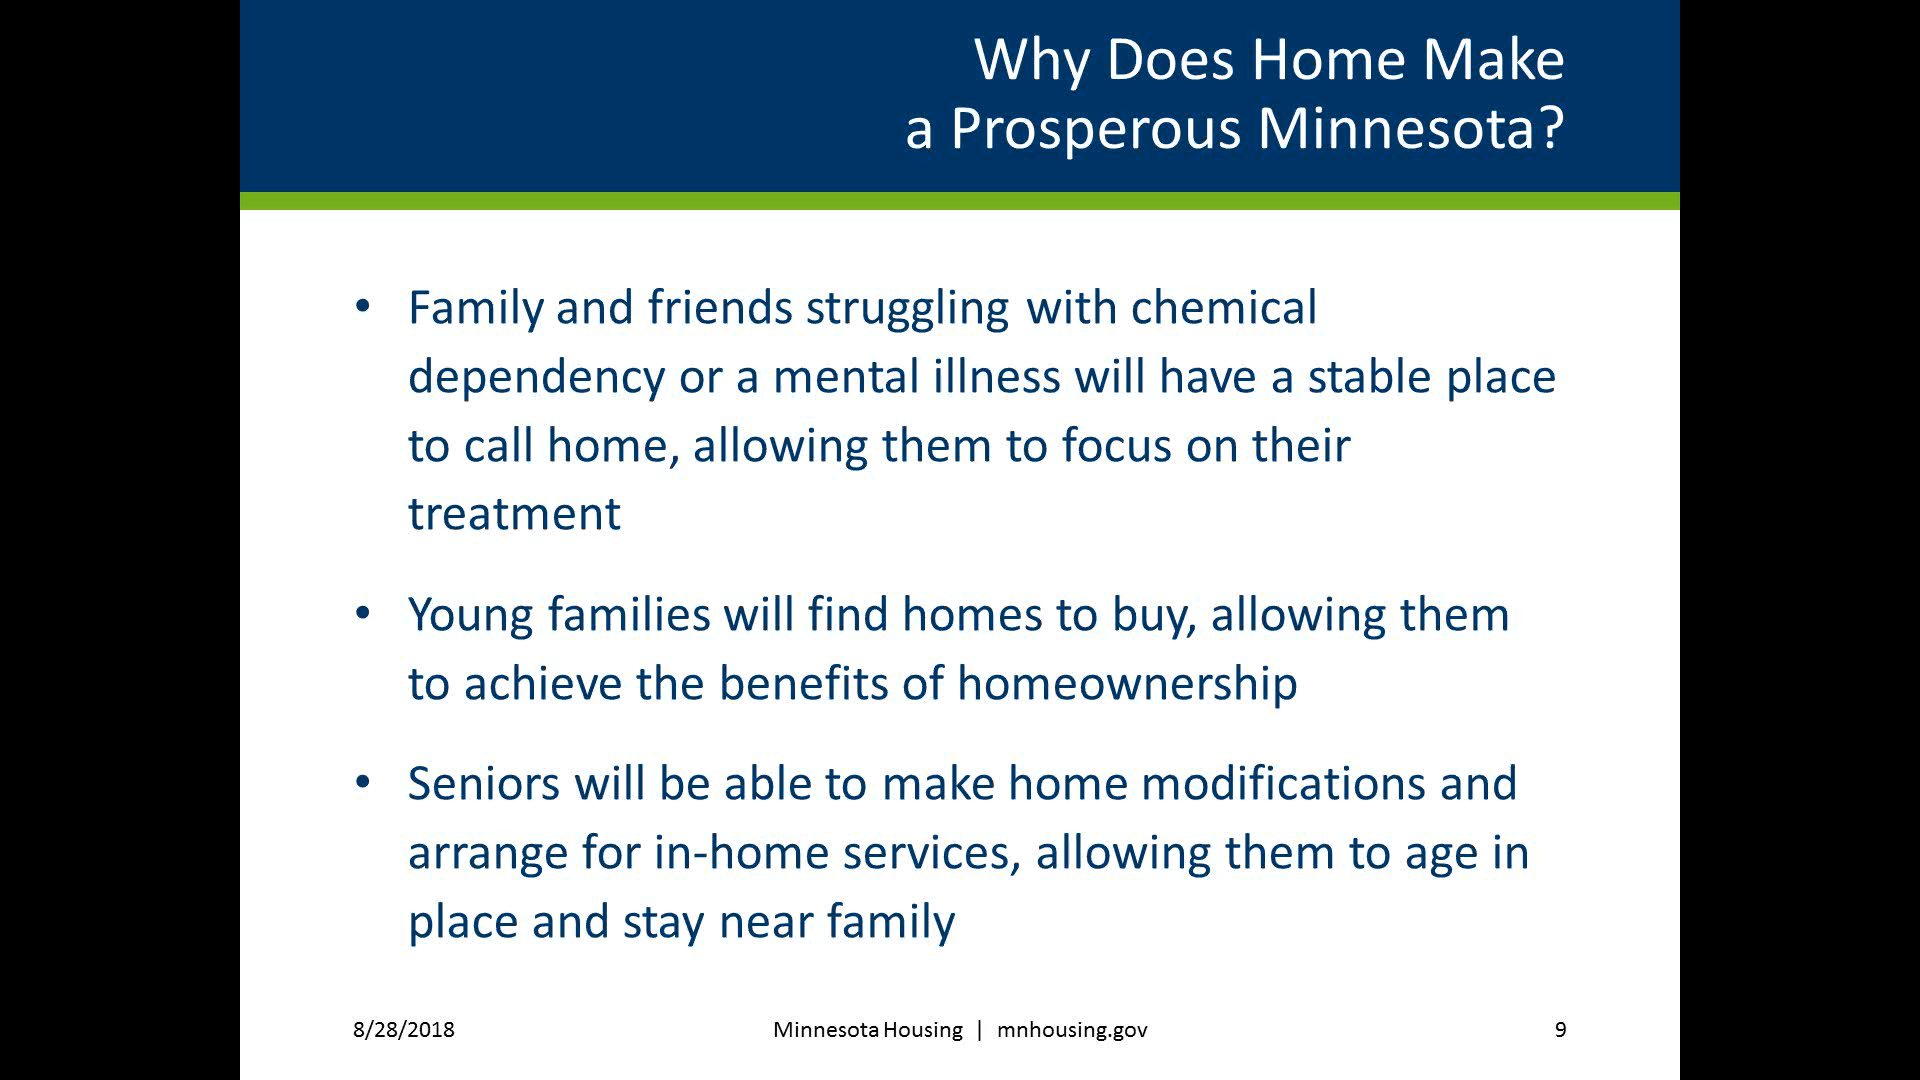 Why Does Home Make
a Prosperous Minnesota?
• Family and friends struggling with chemical
dependency or a mental illness will have a stable place
to call home, allowing them to focus on their
treatment
• Young families will find homes to buy, allowing them
to achieve the benefits of homeownership
• Seniors will be able to make home modifications and
arrange for in-home services, allowing them to age in
place and stay near family
8/28/2018
Minnesota Housing | mnhousing.gov
9